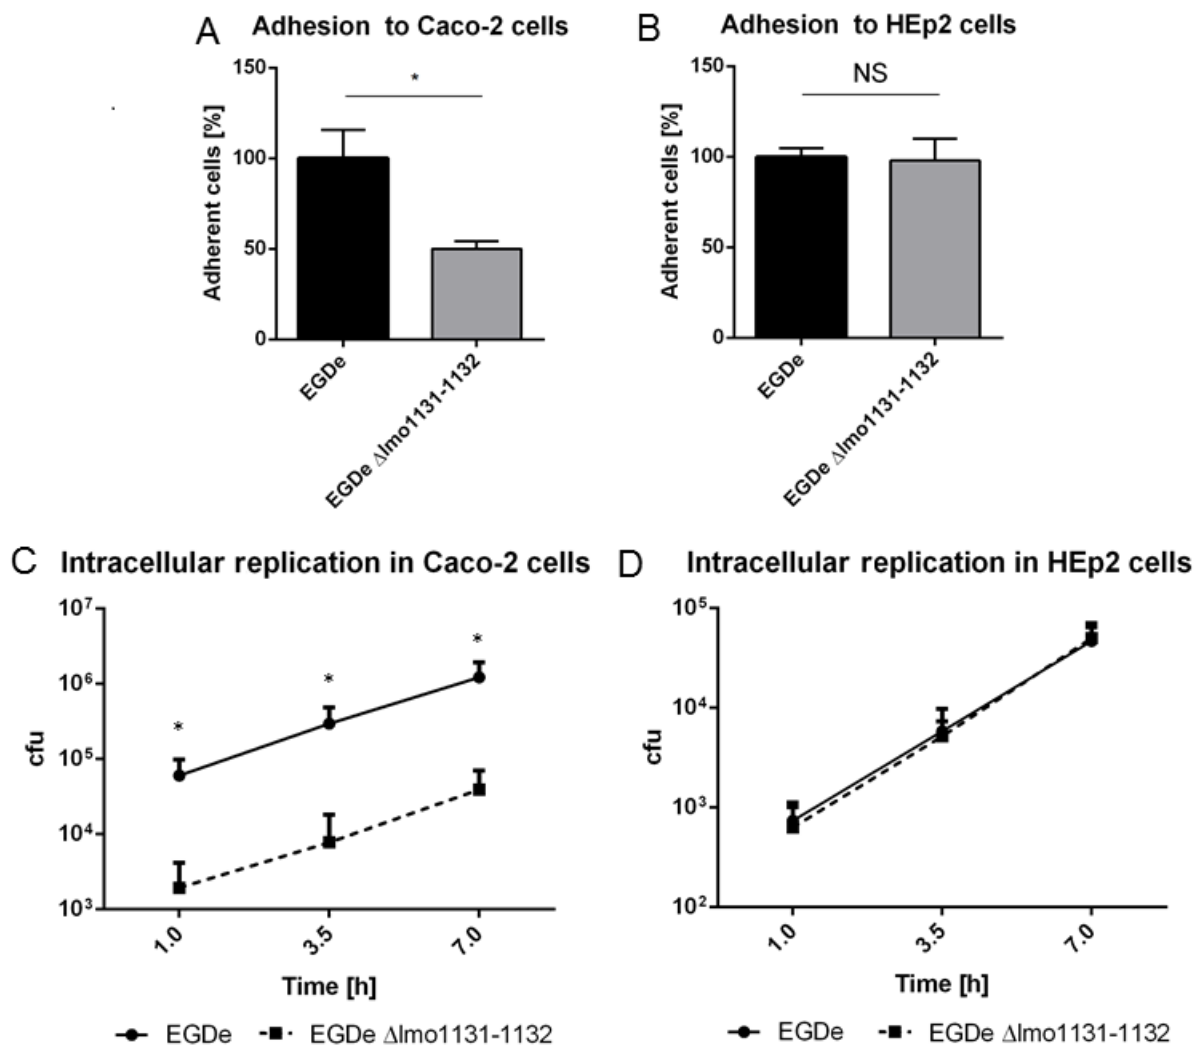 A Adhesion to Caco-2 cells
B Adhesion to HEp2 cells
Adherent cells [%]
150
100
50
0
*
EGDe
EGDe Δlmo1131-1132
Adherent cells [%]
150
100
50
0
NS
EGDe
EGDe Δlmo1131-1132
C Intracellular replication in Caco-2 cells
D Intracellular replication in HEp2 cells
cfu
10⁷
10⁶
10⁵
10⁴
10³
*
*
*
1.0
3.5
7.0
Time [h]
EGDe EGDe Δlmo1131-1132
cfu
10⁵
10⁴
10³
10²
1.0
3.5
7.0
Time [h]
EGDe EGDe Δlmo1131-1132